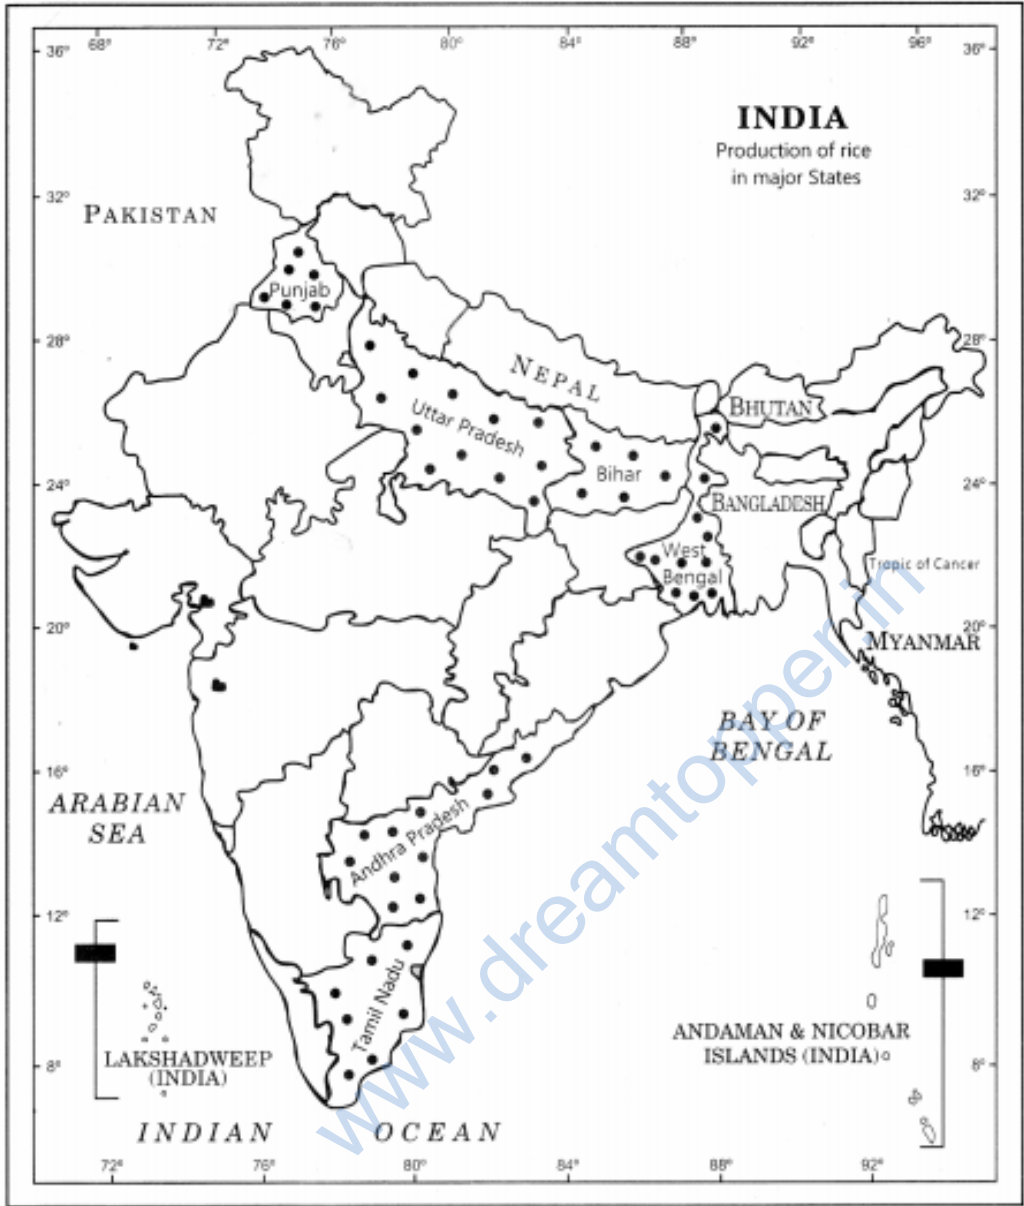 68° 72° 76° 80° 84° 88° 92° 96°
36° 36°
INDIA
Production of rice
in major States
32° 32°
PAKISTAN
Punjab
28° 28°
NEPAL
BHUTAN
Uttar Pradesh
Bihar
24° 24°
BANGLADESH
West
Bengal
Tropic of Cancer
20° 20°
MYANMAR
BAY OF
BENGAL
16° 16°
ARABIAN
SEA
Andhra Pradesh
12° 12°
Tamil Nadu
ANDAMAN & NICOBAR
ISLANDS (INDIA)
LAKSHADWEEP
(INDIA)
8° 8°
INDIAN OCEAN
72° 76° 80° 84° 88° 92°
www.dreamtopper.in